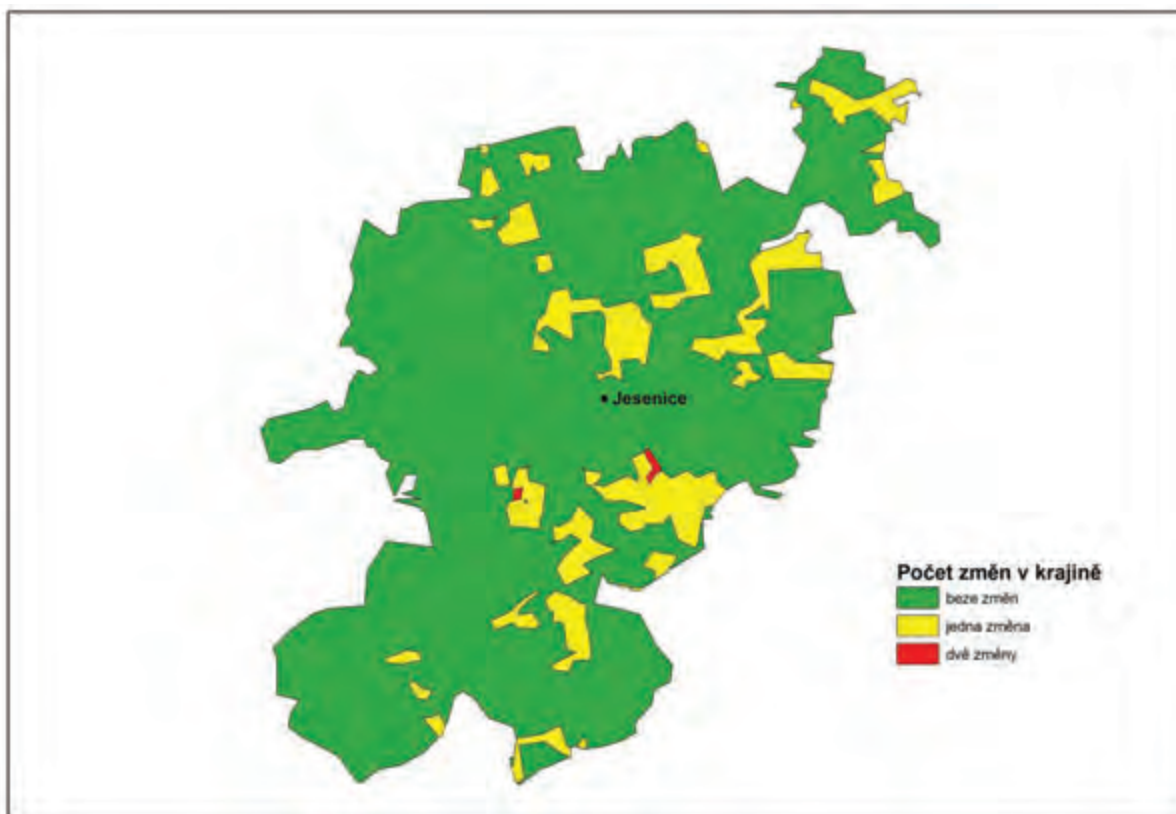 Jesenice
Počet změn v krajině
beze změn
jedna změna
dvě změny